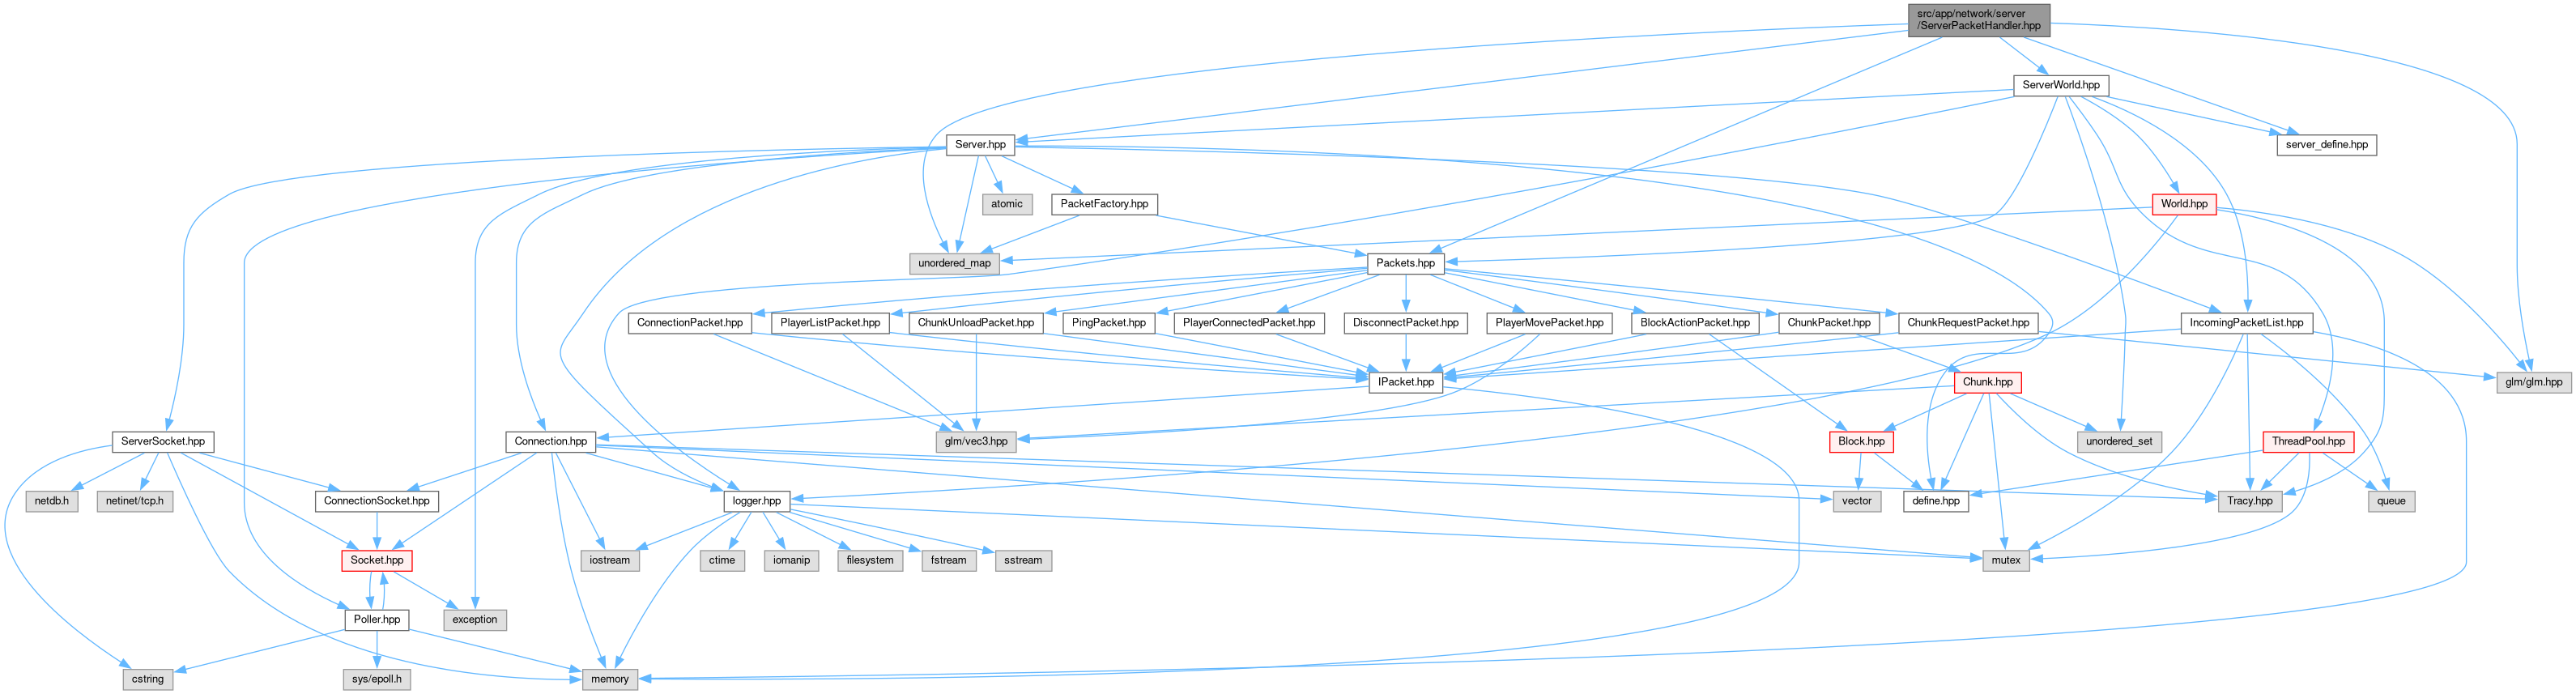 src/app/network/server
/ServerPacketHandler.hpp
ServerWorld.hpp
Server.hpp
server_define.hpp
atomic
PacketFactory.hpp
World.hpp
unordered_map
Packets.hpp
ConnectionPacket.hpp
PlayerListPacket.hpp
ChunkUnloadPacket.hpp
PingPacket.hpp
PlayerConnectedPacket.hpp
DisconnectPacket.hpp
PlayerMovePacket.hpp
BlockActionPacket.hpp
ChunkPacket.hpp
ChunkRequestPacket.hpp
IncomingPacketList.hpp
IPacket.hpp
Chunk.hpp
glm/glm.hpp
ServerSocket.hpp
Connection.hpp
glm/vec3.hpp
Block.hpp
unordered_set
ThreadPool.hpp
netdb.h
netinet/tcp.h
ConnectionSocket.hpp
logger.hpp
vector
define.hpp
Tracy.hpp
queue
Socket.hpp
iostream
ctime
iomanip
filesystem
fstream
sstream
mutex
Poller.hpp
exception
cstring
sys/epoll.h
memory